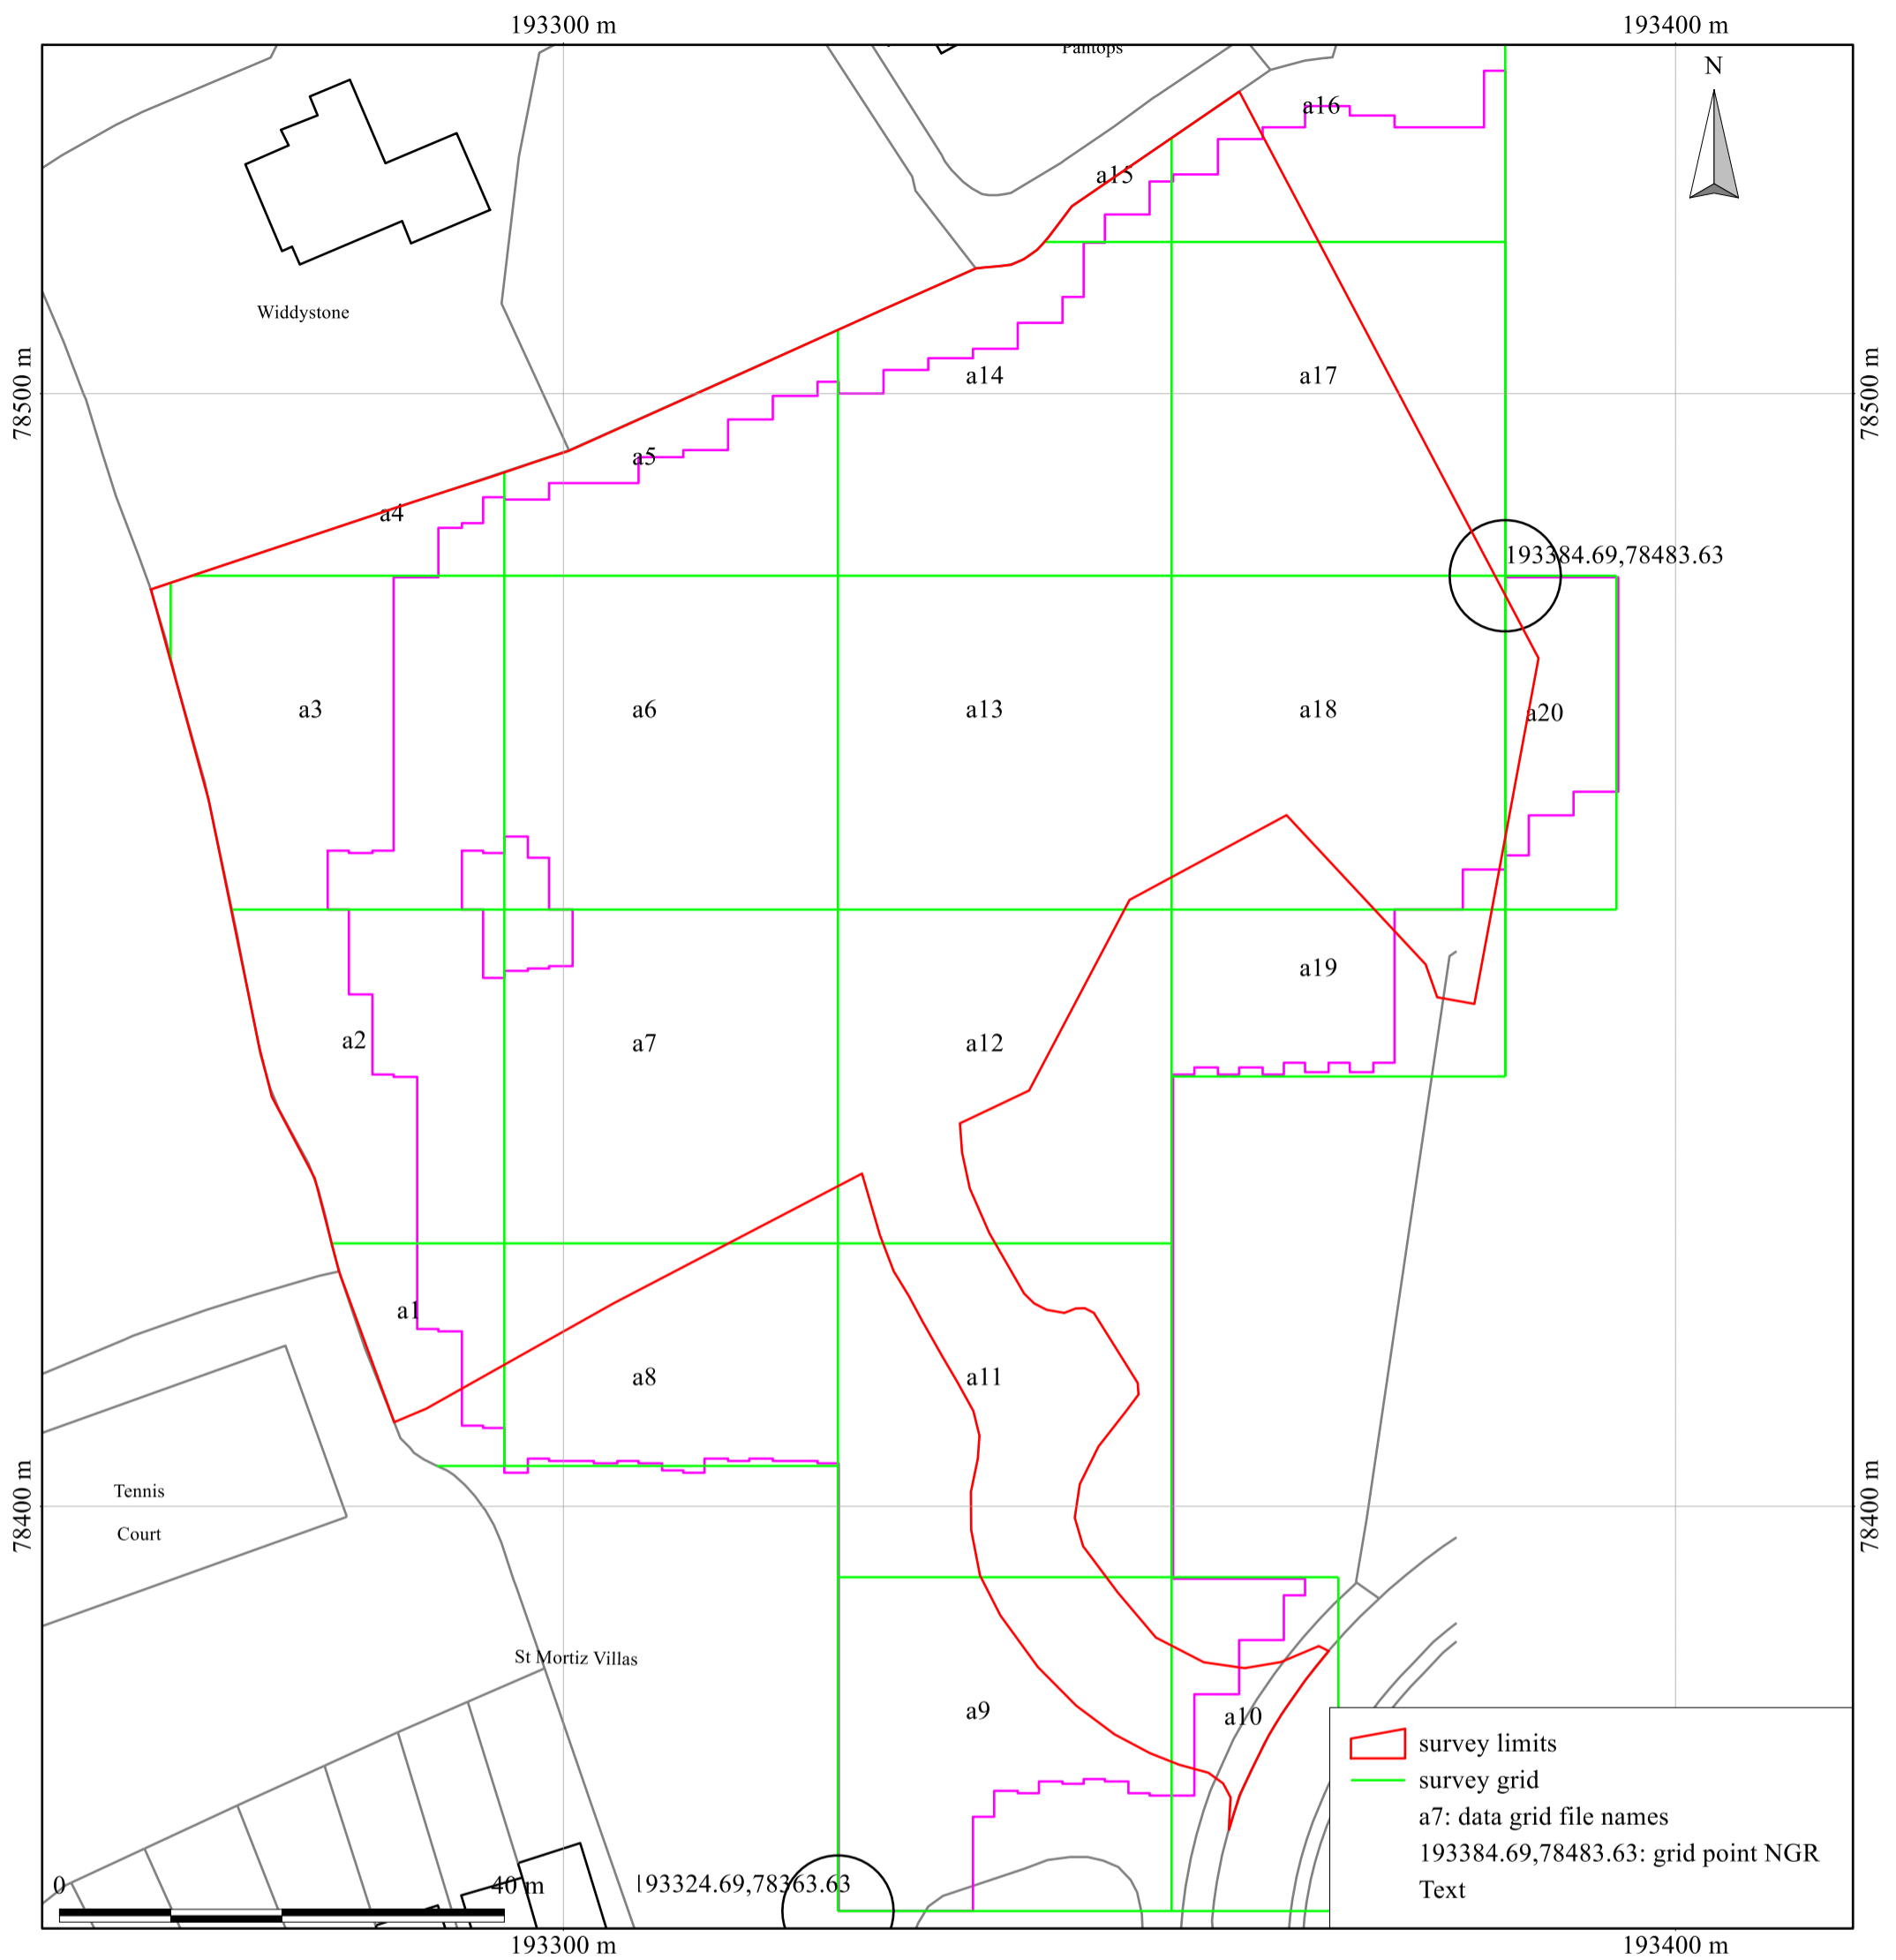 193300 m
193400 m
Pantops
N
a16
a15
Widdystone
78500 m
78500 m
a14
a17
a5
a4
193384.69,78483.63
a3
a6
a13
a18
a20
a19
a2
a7
a12
a1
a8
a11
Tennis
Court
78400 m
78400 m
St Mortiz Villas
a9
a10
survey limits
survey grid
a7: data grid file names
193384.69,78483.63: grid point NGR
Text
0
40 m
193324.69,78363.63
193300 m
193400 m